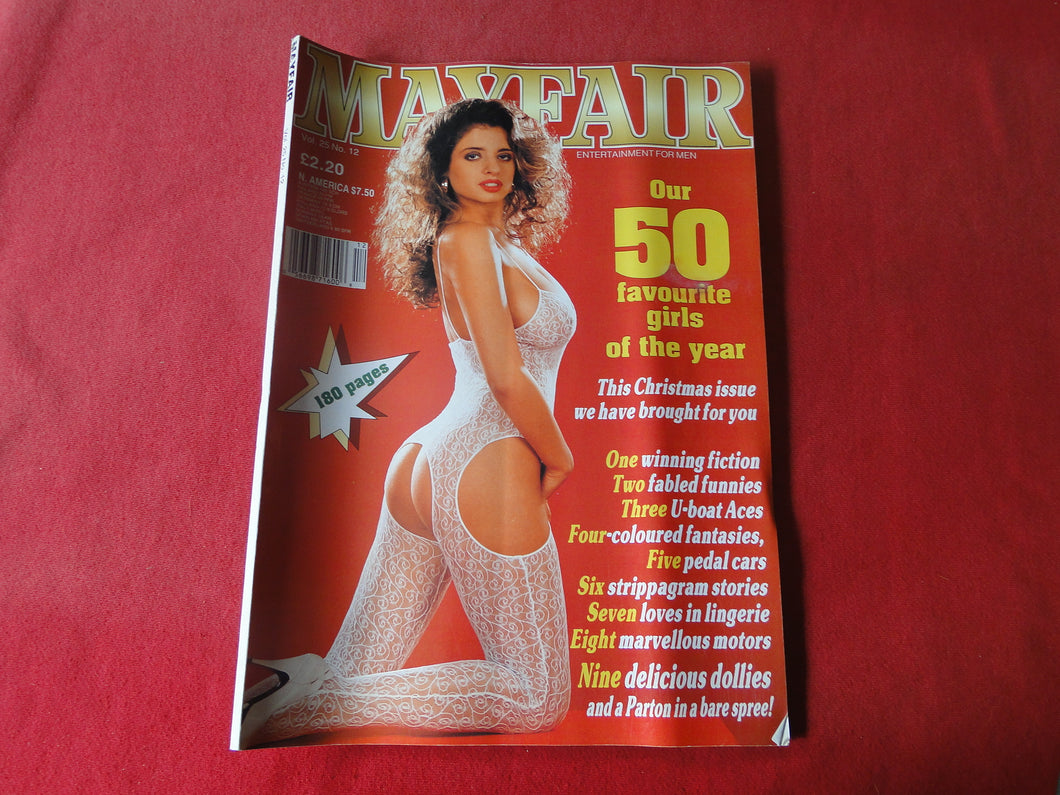 MAYFAIR
MAYFAIR
Vol. 25. No. 12
ENTERTAINMENT FOR MEN
£2.20
N. AMERICA $7.50
12
Our
50
favourite
girls
of the year
180 pages
This Christmas issue
we have brought for you
One winning fiction
Two fabled funnies
Three U-boat Aces
Four-coloured fantasies,
Five pedal cars
Six strippagram stories
Seven loves in lingerie
Eight marvellous motors
Nine delicious dollies
and a Parton in a bare spree!